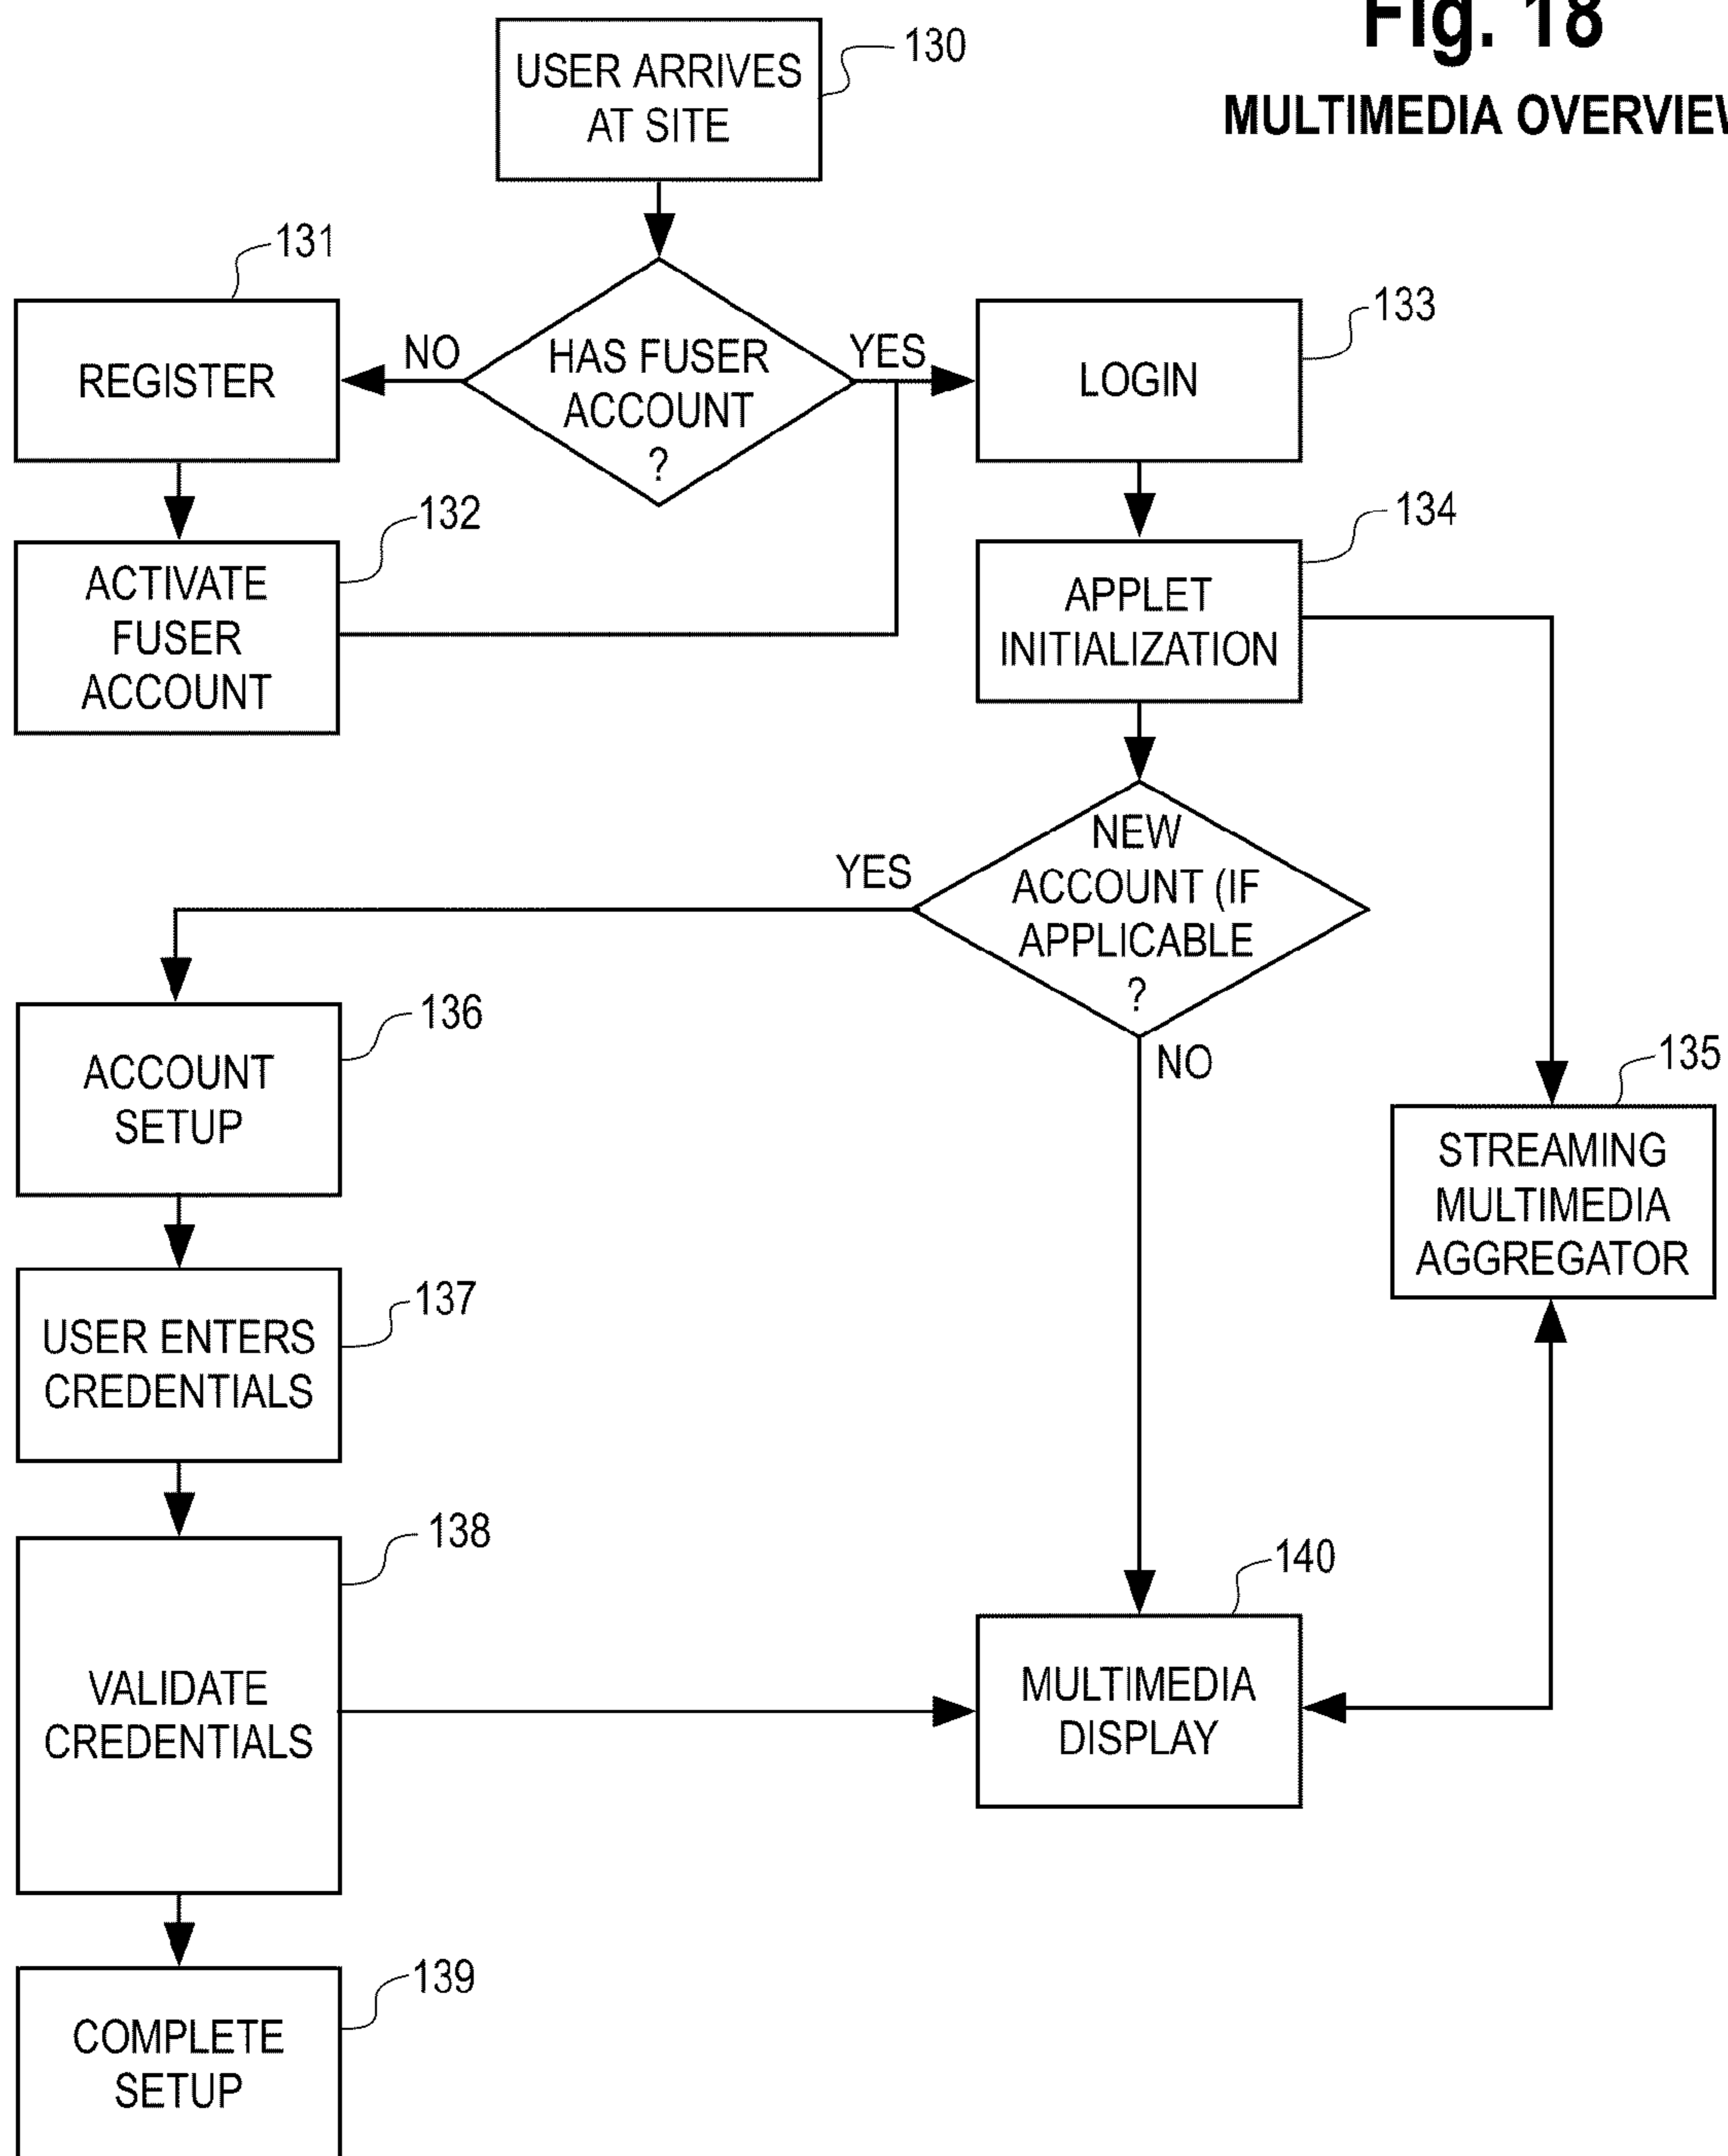 Fig. 18
MULTIMEDIA OVERVIEW
USER ARRIVES
AT SITE
130
131
REGISTER
NO
HAS FUSER
ACCOUNT
?
YES
LOGIN
133
ACTIVATE
FUSER
ACCOUNT
132
APPLET
INITIALIZATION
134
NEW
ACCOUNT (IF
APPLICABLE
?
YES
NO
ACCOUNT
SETUP
136
STREAMING
MULTIMEDIA
AGGREGATOR
135
USER ENTERS
CREDENTIALS
137
VALIDATE
CREDENTIALS
138
MULTIMEDIA
DISPLAY
140
COMPLETE
SETUP
139